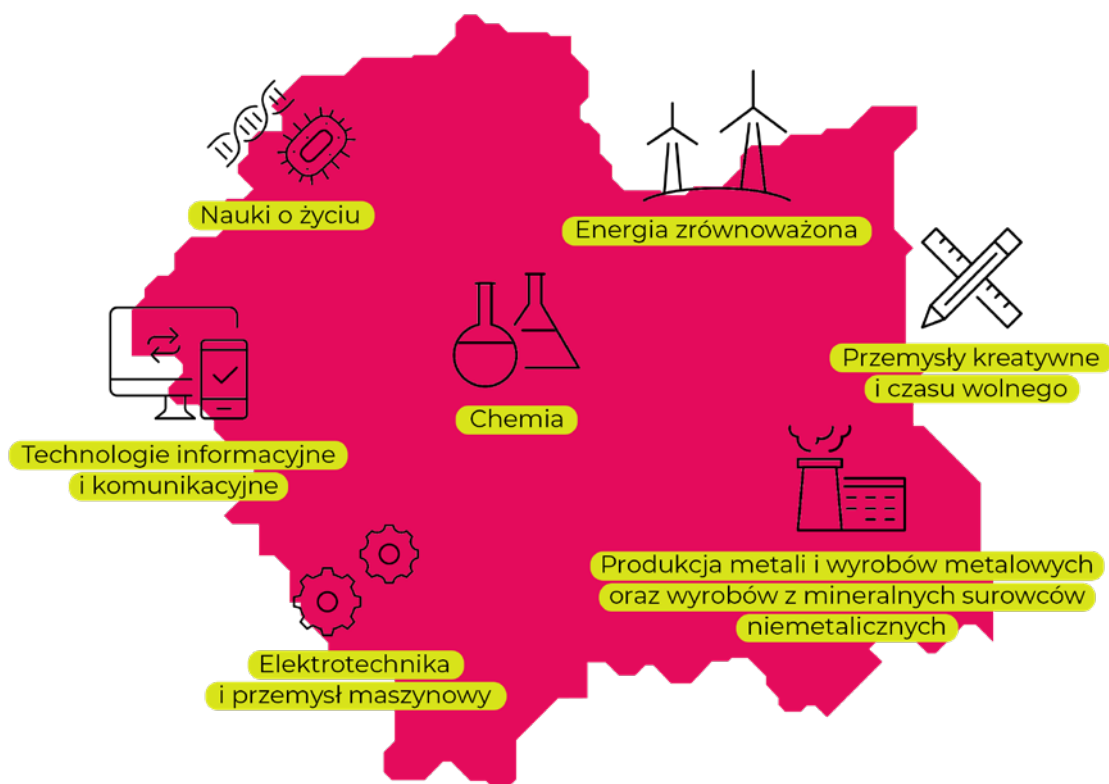 Nauki o życiu
Energia zrównoważona
Przemysły kreatywne
i czasu wolnego
Chemia
Technologie informacyjne
i komunikacyjne
Produkcja metali i wyrobów metalowych
oraz wyrobów z mineralnych surowców
niemetalicznych
Elektrotechnika
i przemysł maszynowy